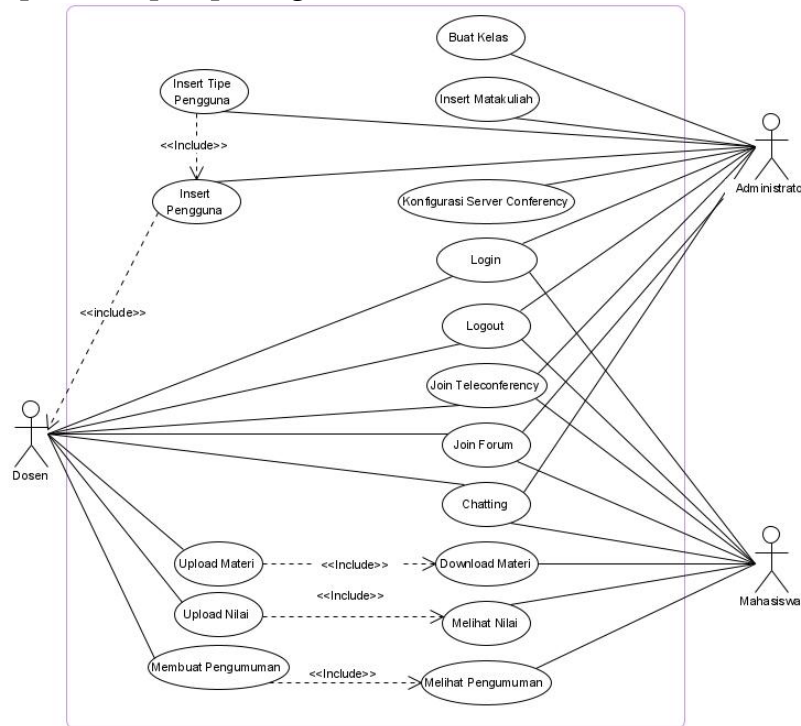 Buat Kelas
Insert Tipe
Pengguna
Insert Matakuliah
<<Include>>
Administrato
Insert
Pengguna
Konfigurasi Server Conferency
Login
<<include>>
Logout
Join Teleconferency
Join Forum
Dosen
Chatting
Upload Materi
<<Include>>
Download Materi
Mahasiswa
Upload Nilai
<<Include>>
Melihat Nilai
Membuat Pengumuman
<<Include>>
Melihat Pengumuman